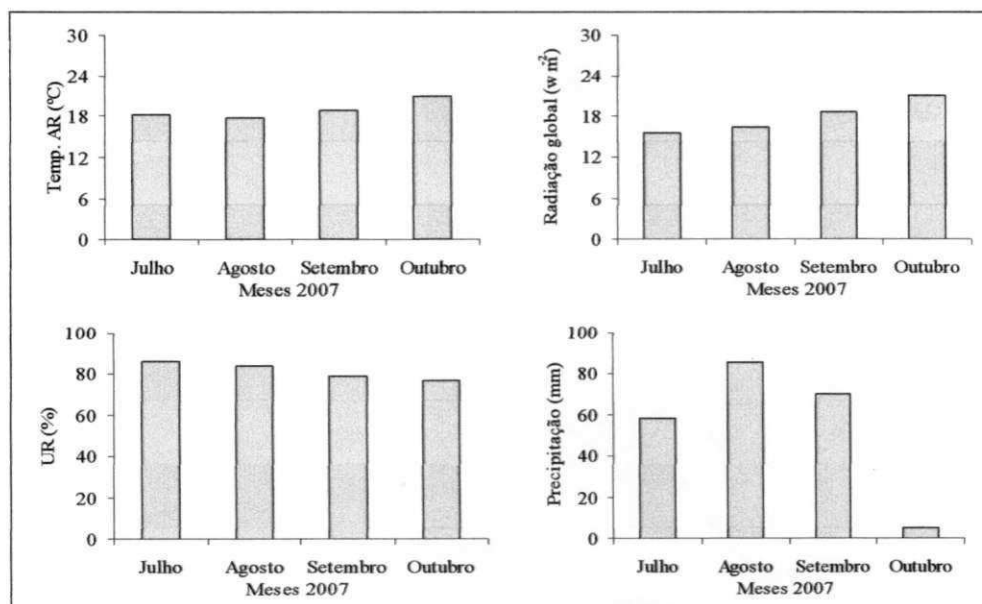 30
24
18
12
6
0
Temp. AR (ºC)
Julho Agosto Setembro Outubro
Meses 2007
30
24
18
12
6
0
Radiação global (w m-2)
Julho Agosto Setembro Outubro
Meses 2007
100
80
60
40
20
0
UR (%)
Julho Agosto Setembro Outubro
Meses 2007
100
80
60
40
20
0
Precipitação (mm)
Julho Agosto Setembro Outubro
Meses 2007